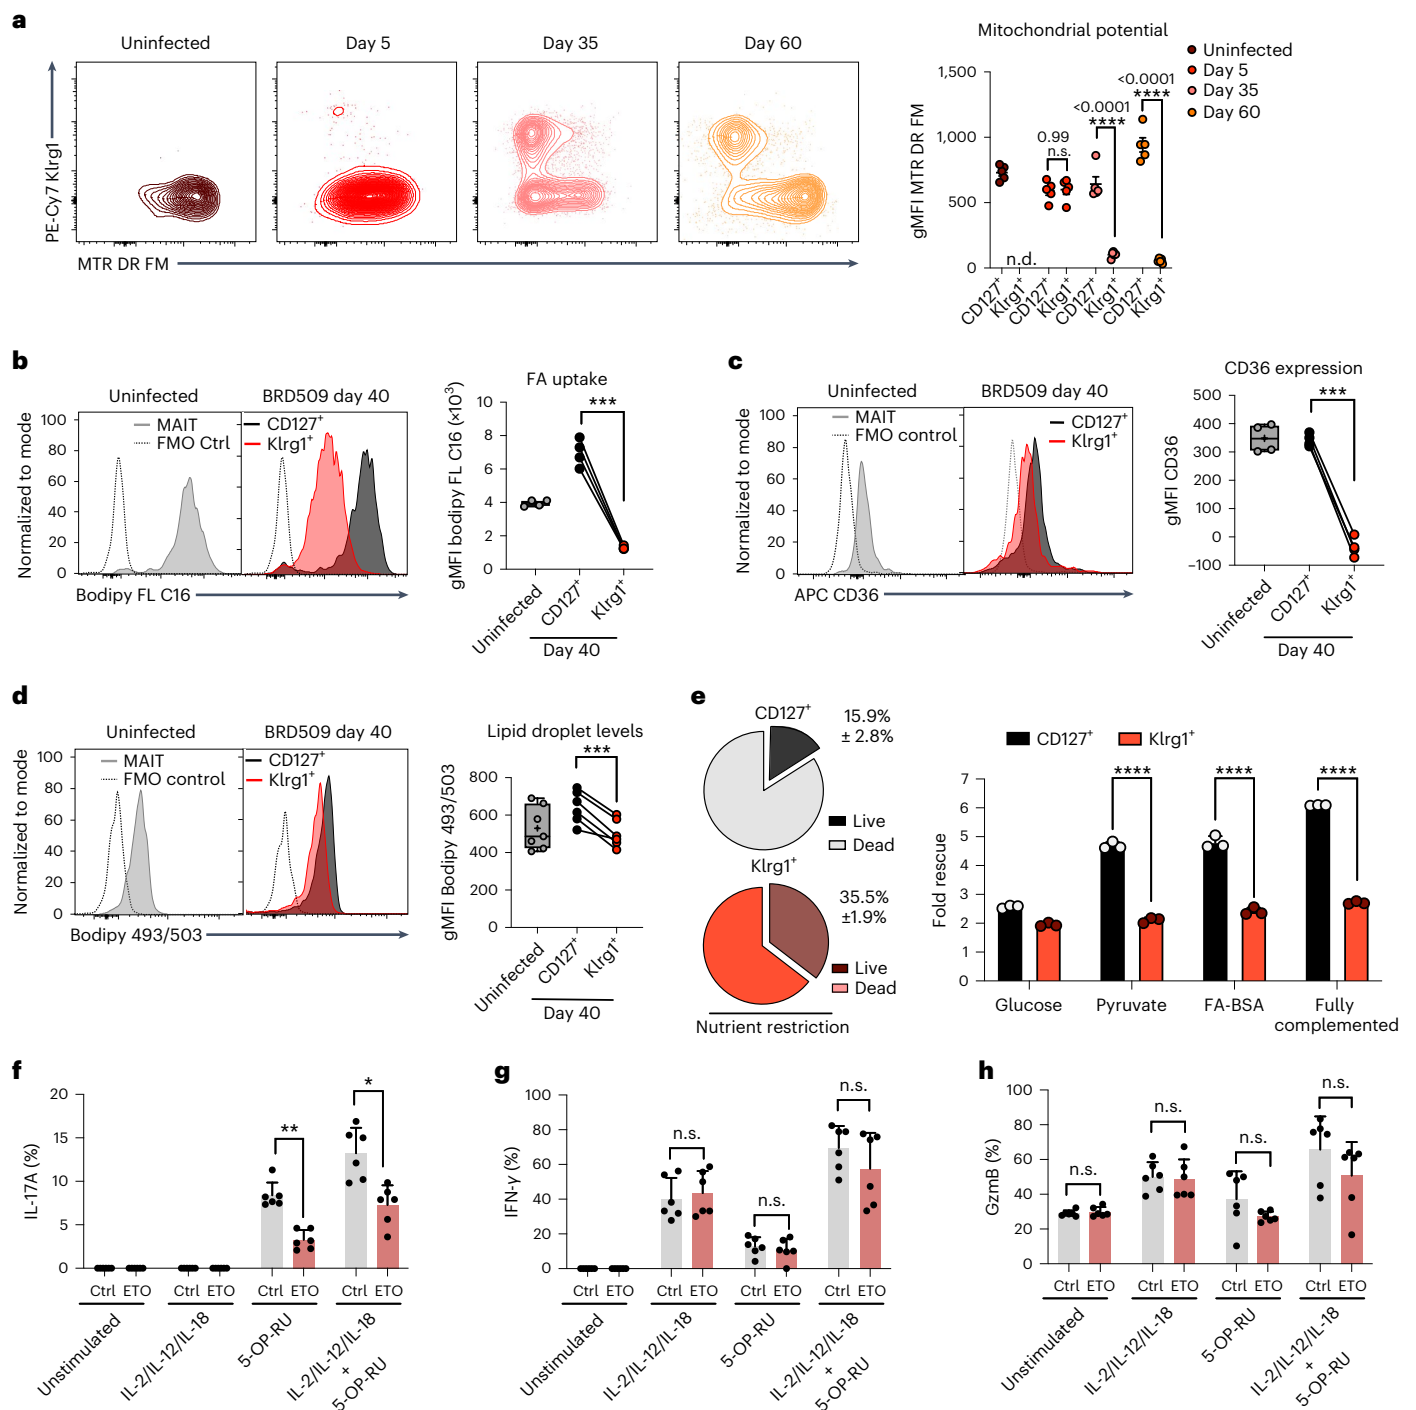 a
Uninfected
Day 5
Day 35
Day 60
PE-Cy7 Klrg1
MTR DR FM
Mitochondrial potential
Uninfected
Day 5
Day 35
Day 60
gMFI MTR DR FM
1,500
1,000
500
0
n.d.
0.99
n.s.
<0.0001
****
<0.0001
****
CD127+
Klrg1+
CD127+
Klrg1+
CD127+
Klrg1+
CD127+
Klrg1+
b
Uninfected
BRD509 day 40
Normalized to mode
100
80
60
40
20
0
MAIT
FMO Ctrl
CD127+
Klrg1+
Bodipy FL C16
FA uptake
gMFI bodipy FL C16 (×10³)
10
8
6
4
2
0
***
Uninfected
CD127+
Klrg1+
Day 40
c
Uninfected
BRD509 day 40
Normalized to mode
100
80
60
40
20
0
MAIT
FMO control
CD127+
Klrg1+
APC CD36
CD36 expression
gMFI CD36
500
400
300
200
100
0
−100
***
Uninfected
CD127+
Klrg1+
Day 40
d
Uninfected
BRD509 day 40
Normalized to mode
100
80
60
40
20
0
MAIT
FMO control
CD127+
Klrg1+
Bodipy 493/503
Lipid droplet levels
gMFI Bodipy 493/503
800
600
400
200
0
***
Uninfected
CD127+
Klrg1+
Day 40
e
CD127+
15.9%
± 2.8%
Live
Dead
Klrg1+
35.5%
±1.9%
Live
Dead
Nutrient restriction
CD127+
Klrg1+
Fold rescue
7
6
5
4
3
2
1
0
****
****
****
Glucose
Pyruvate
FA-BSA
Fully
complemented
f
IL-17A (%)
20
15
10
5
0
**
*
Ctrl ETO
Ctrl ETO
Ctrl ETO
Ctrl ETO
Unstimulated
IL-2/IL-12/IL-18
5-OP-RU
IL-2/IL-12/IL-18
+
5-OP-RU
g
IFN-γ (%)
100
80
60
40
20
0
n.s.
n.s.
n.s.
Ctrl ETO
Ctrl ETO
Ctrl ETO
Ctrl ETO
Unstimulated
IL-2/IL-12/IL-18
5-OP-RU
IL-2/IL-12/IL-18
+
5-OP-RU
h
GzmB (%)
100
80
60
40
20
0
n.s.
n.s.
n.s.
n.s.
Ctrl ETO
Ctrl ETO
Ctrl ETO
Ctrl ETO
Unstimulated
IL-2/IL-12/IL-18
5-OP-RU
IL-2/IL-12/IL-18
+
5-OP-RU